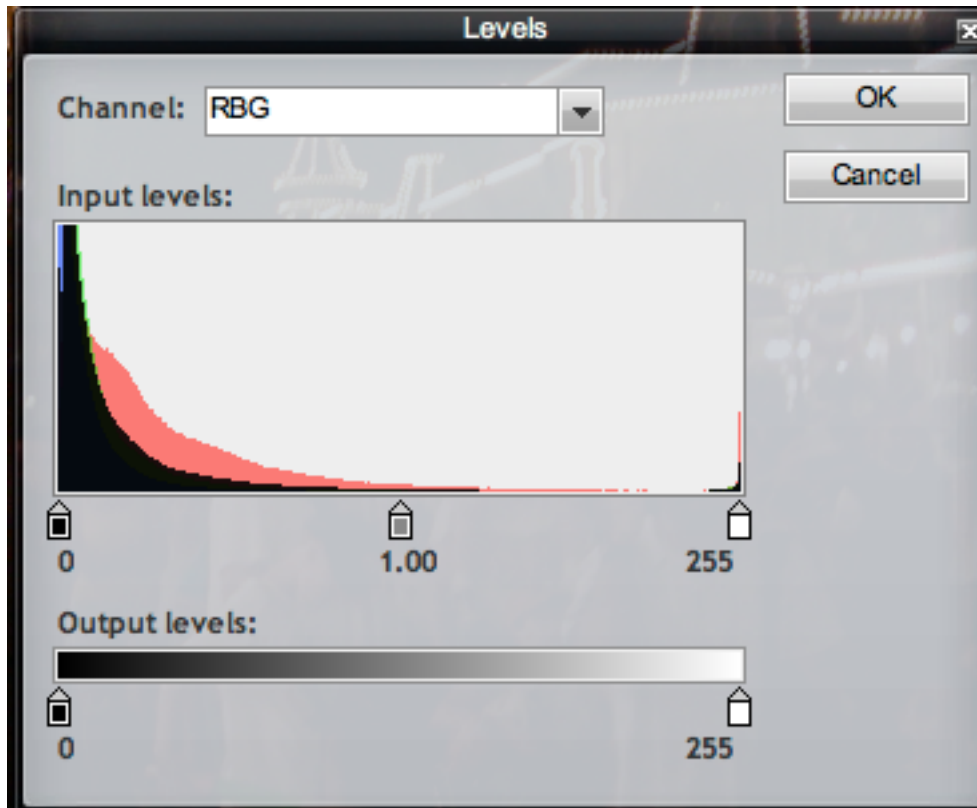 Levels
Channel: RBG
OK
Cancel
Input levels:
0 1.00 255
Output levels:
0 255